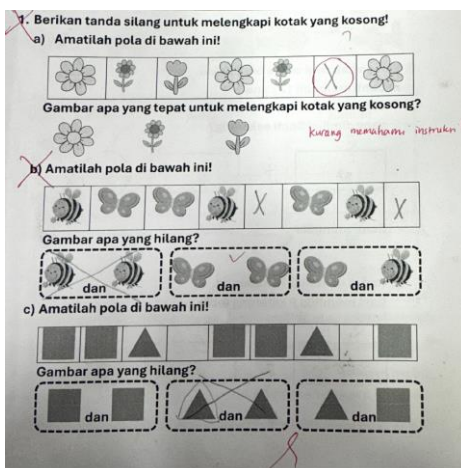 1. Berikan tanda silang untuk melengkapi kotak yang kosong!
a) Amatilah pola di bawah ini!
X
Gambar apa yang tepat untuk melengkapi kotak yang kosong?
kurang memahami instruksi
b) Amatilah pola di bawah ini!
X X
Gambar apa yang hilang?
dan dan dan
c) Amatilah pola di bawah ini!
Gambar apa yang hilang?
dan dan dan